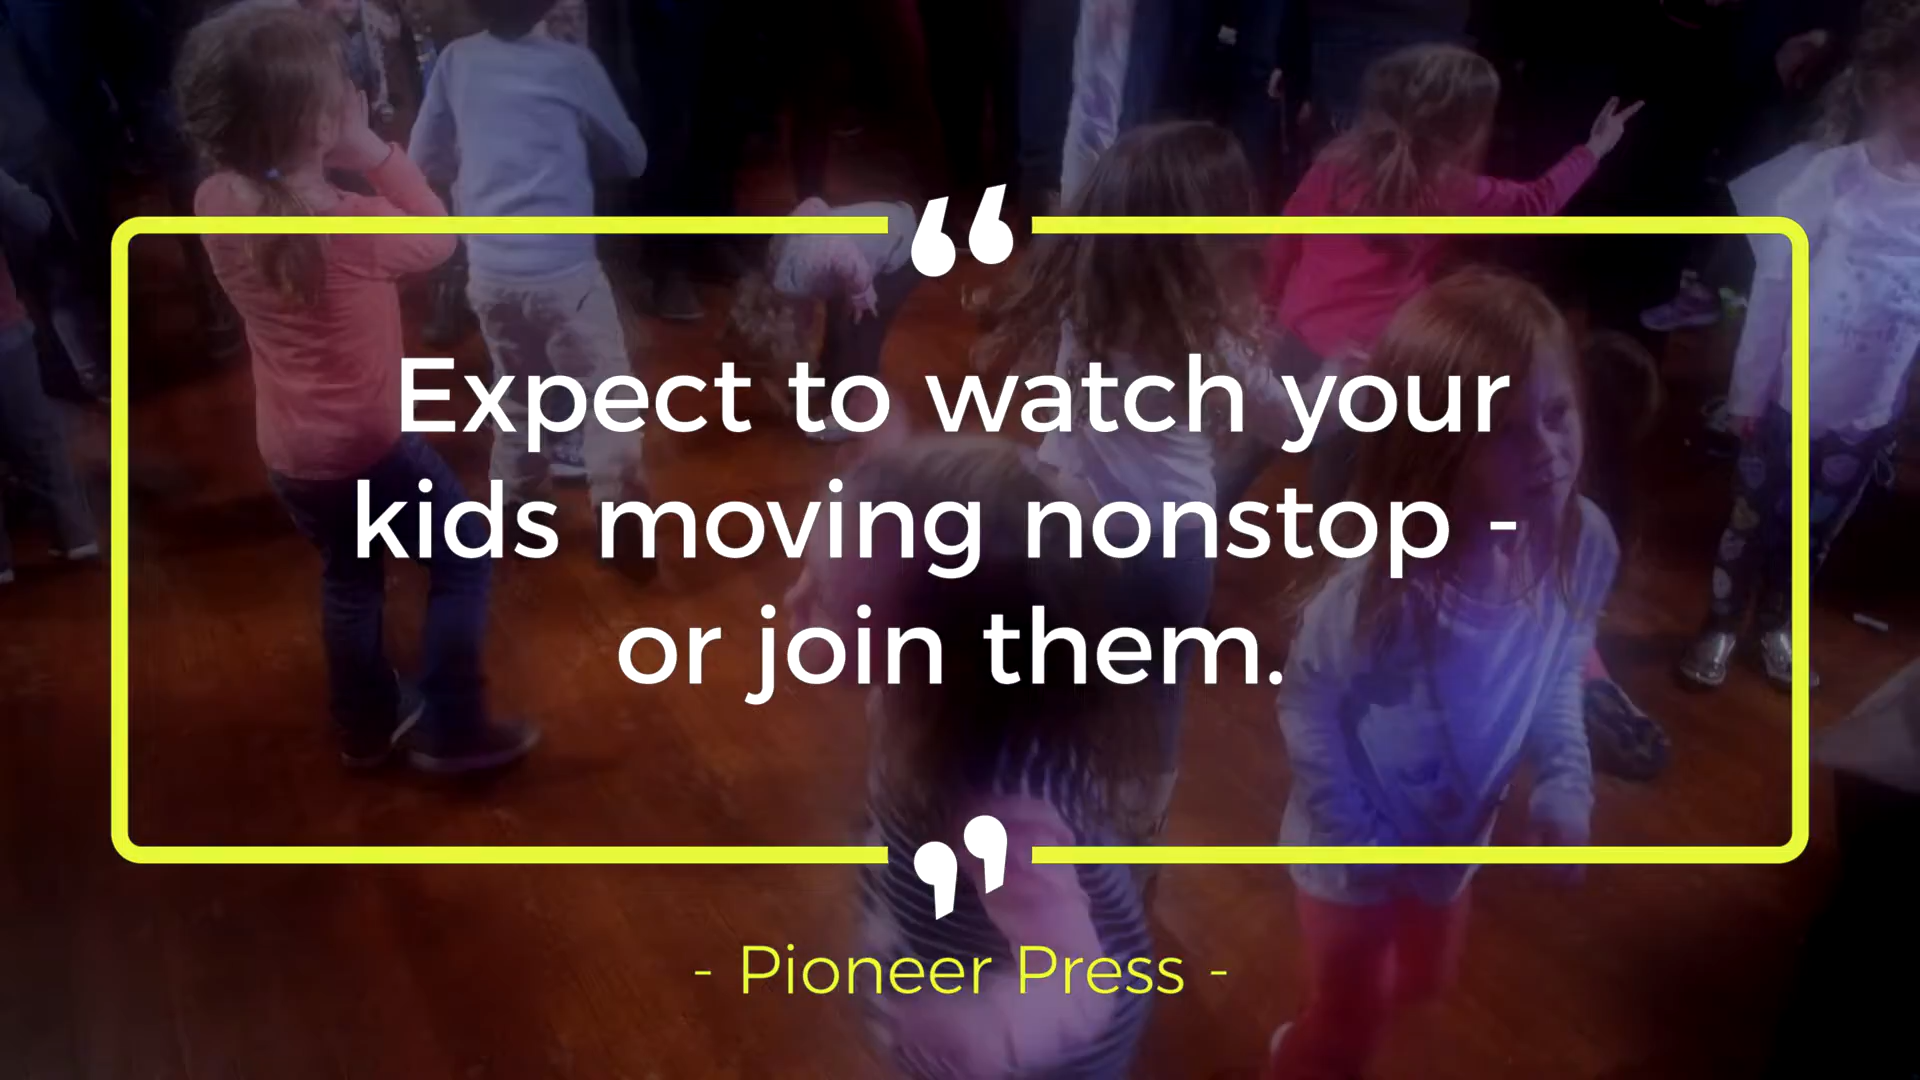 “
Expect to watch your
kids moving nonstop -
or join them.
”
- Pioneer Press -